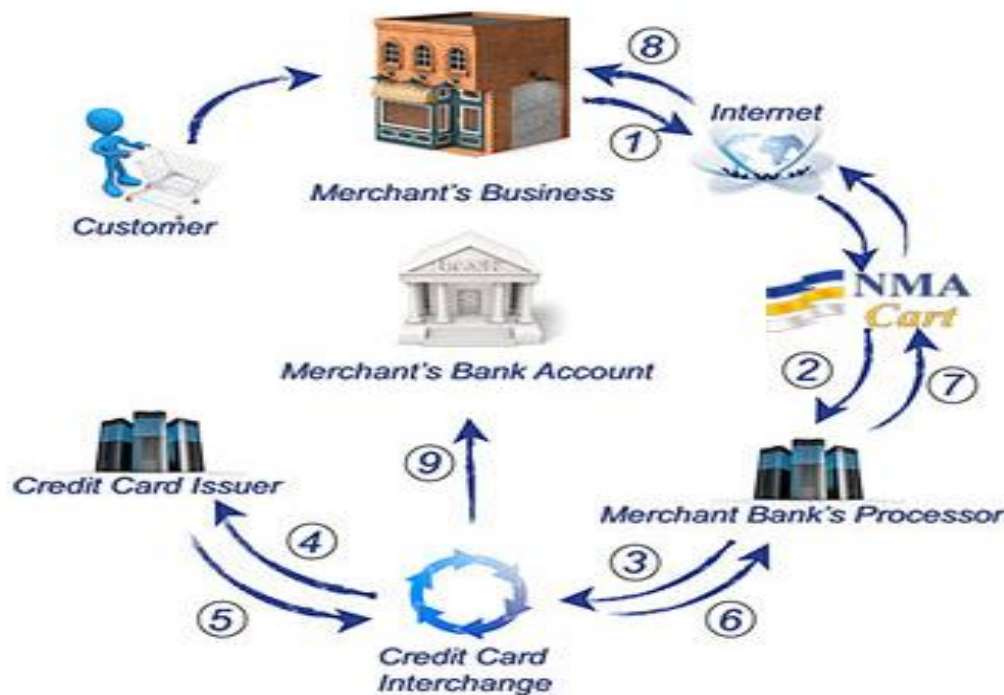 8
Internet
1
Merchant's Business
Customer
NMA
Cart
Merchant's Bank Account
2
7
9
Credit Card Issuer
Merchant Bank's Processor
4
3
5
6
Credit Card
Interchange